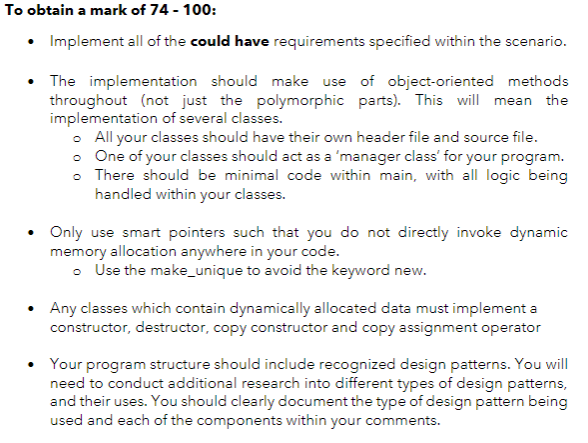 To obtain a mark of 74 - 100:
• Implement all of the could have requirements specified within the scenario.
• The implementation should make use of object-oriented methods
throughout (not just the polymorphic parts). This will mean the
implementation of several classes.
o All your classes should have their own header file and source file.
o One of your classes should act as a 'manager class' for your program.
o There should be minimal code within main, with all logic being
handled within your classes.
• Only use smart pointers such that you do not directly invoke dynamic
memory allocation anywhere in your code.
o Use the make_unique to avoid the keyword new.
• Any classes which contain dynamically allocated data must implement a
constructor, destructor, copy constructor and copy assignment operator
• Your program structure should include recognized design patterns. You will
need to conduct additional research into different types of design patterns,
and their uses. You should clearly document the type of design pattern being
used and each of the components within your comments.